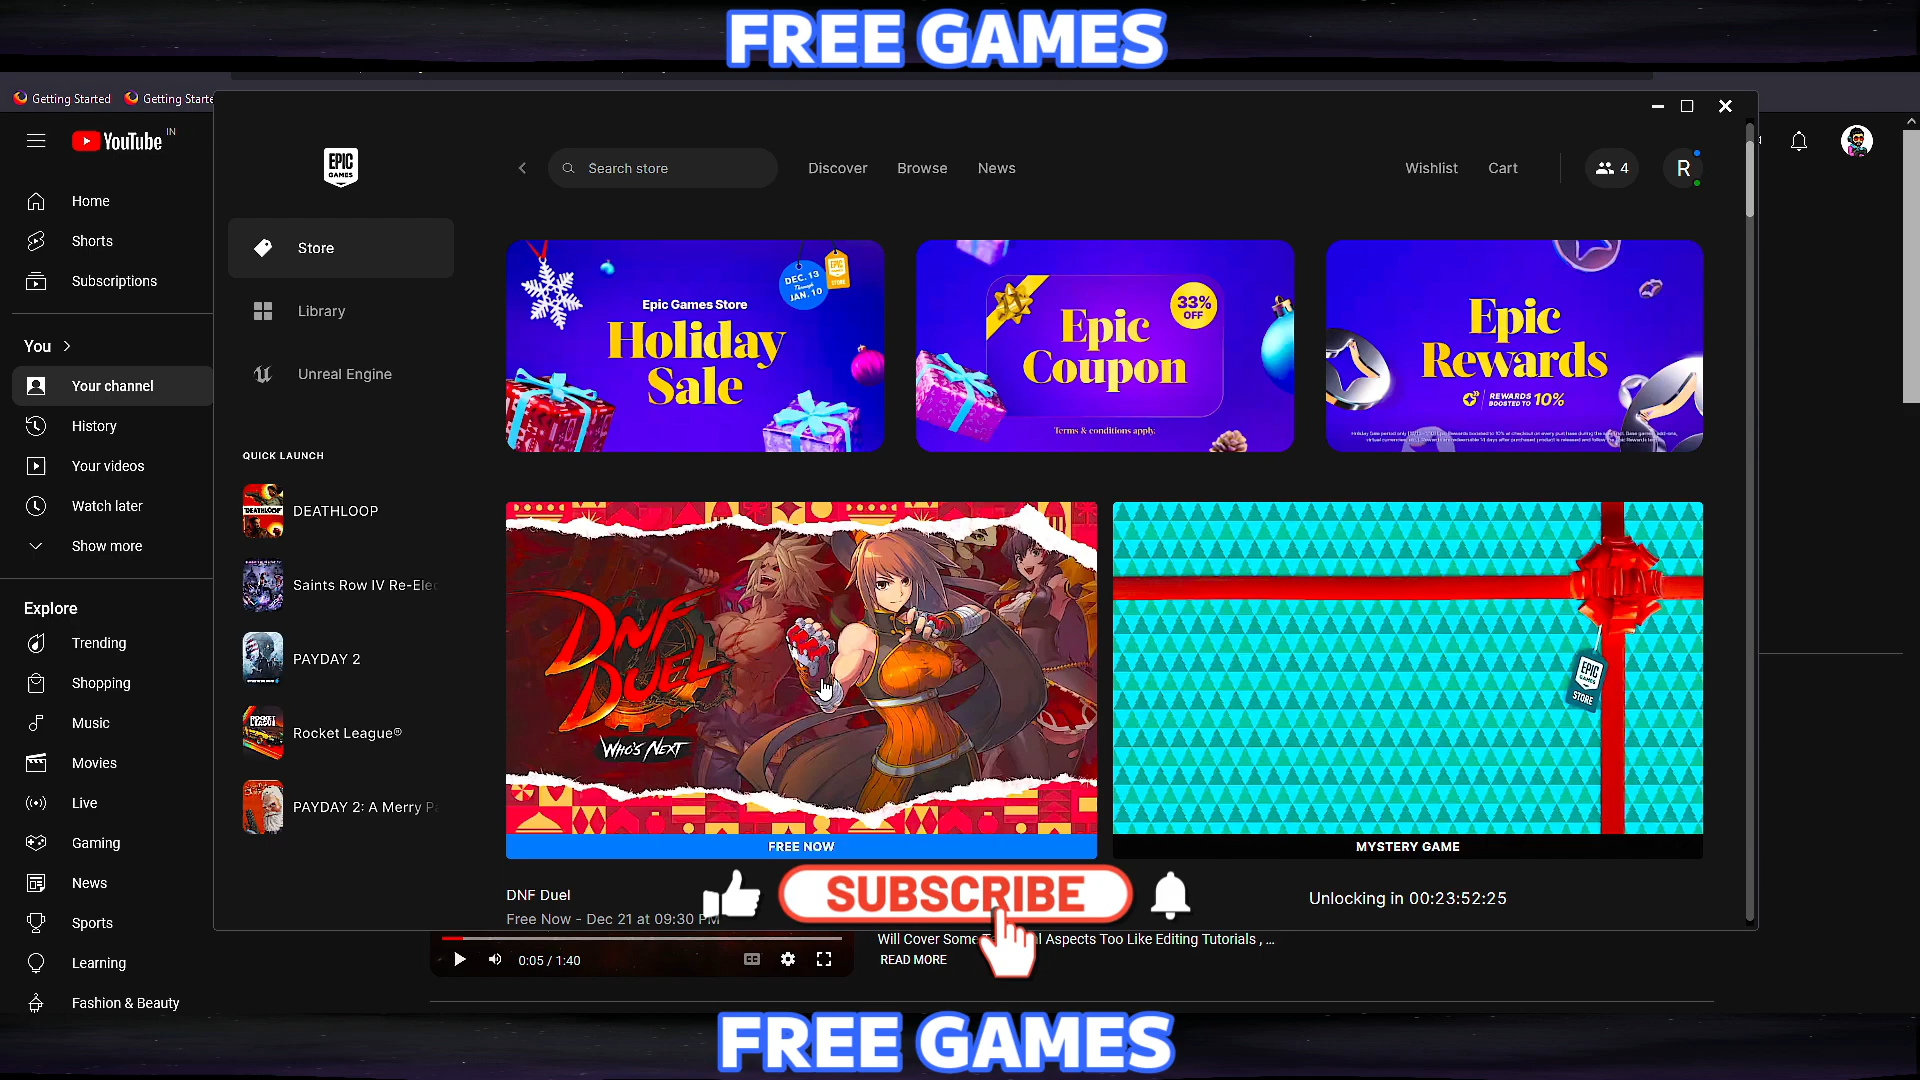 FREE GAMES
Getting Started
Getting Starte
YouTube
IN
Home
Shorts
Subscriptions
You
Your channel
History
Your videos
Watch later
Show more
Explore
Trending
Shopping
Music
Movies
Live
Gaming
News
Sports
Learning
Fashion & Beauty
EPIC
GAMES
Search store
Discover
Browse
News
Wishlist
Cart
4
R
Store
Library
Unreal Engine
QUICK LAUNCH
DEATHLOOP
Saints Row IV Re-Elec
PAYDAY 2
Rocket League®
PAYDAY 2: A Merry Pa
DEC. 13
Through
JAN. 10
Epic Games Store
Holiday
Sale
33%
OFF
Epic
Coupon
Terms & conditions apply.
Epic
Rewards
REWARDS
BOOSTED TO 10%
DNF
DUEL
WHO'S NEXT
FREE NOW
DNF Duel
Free Now - Dec 21 at 09:30 PM
EPIC
GAMES
STORE
MYSTERY GAME
Unlocking in 00:23:52:25
SUBSCRIBE
0:05 / 1:40
Will Cover Some Aspects Too Like Editing Tutorials , ...
READ MORE
FREE GAMES